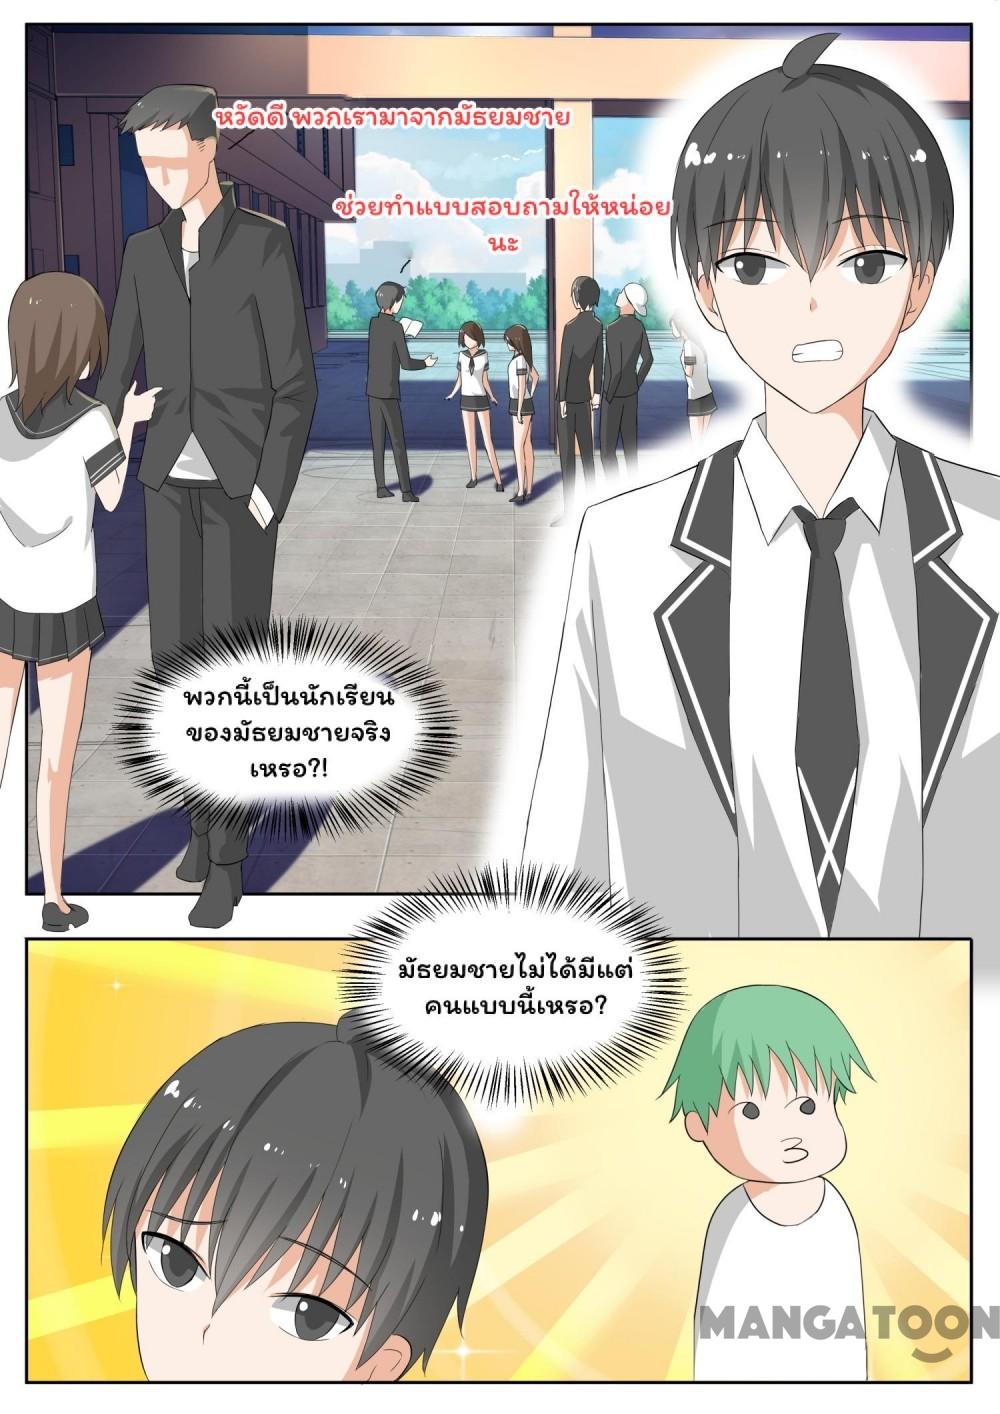 หวัดดี พวกเรามาจากมัธยมชาย
ช่วยทำแบบสอบถามให้หน่อย
นะ
พวกนี้เป็นนักเรียน
ของมัธยมชายจริง
เหรอ?!
มัธยมชายไม่ได้มีแต่
คนแบบนี้เหรอ?
MANGATOON